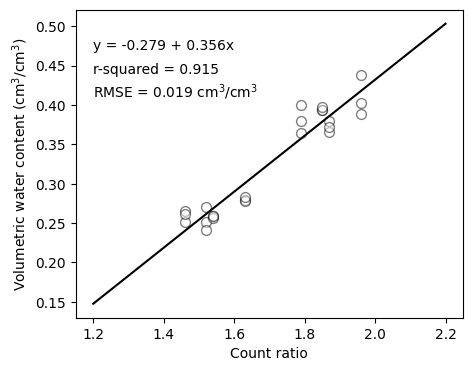 y = -0.279 + 0.356x
r-squared = 0.915
RMSE = 0.019 cm³/cm³
Volumetric water content (cm³/cm³)
0.50
0.45
0.40
0.35
0.30
0.25
0.20
0.15
1.2 1.4 1.6 1.8 2.0 2.2
Count ratio